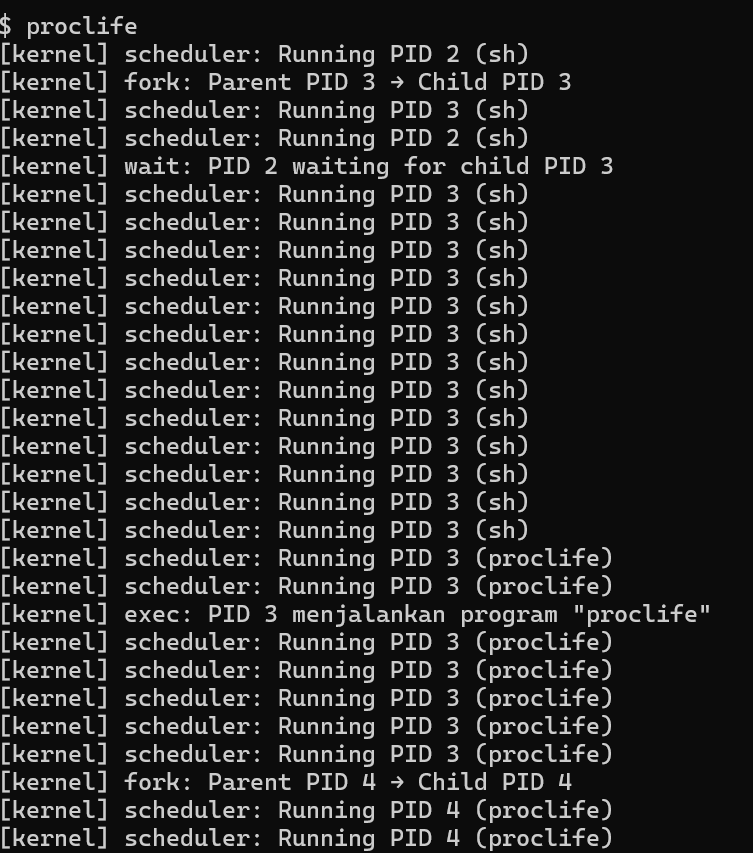 $ proclife
[kernel] scheduler: Running PID 2 (sh)
[kernel] fork: Parent PID 3 → Child PID 3
[kernel] scheduler: Running PID 3 (sh)
[kernel] scheduler: Running PID 2 (sh)
[kernel] wait: PID 2 waiting for child PID 3
[kernel] scheduler: Running PID 3 (sh)
[kernel] scheduler: Running PID 3 (sh)
[kernel] scheduler: Running PID 3 (sh)
[kernel] scheduler: Running PID 3 (sh)
[kernel] scheduler: Running PID 3 (sh)
[kernel] scheduler: Running PID 3 (sh)
[kernel] scheduler: Running PID 3 (sh)
[kernel] scheduler: Running PID 3 (sh)
[kernel] scheduler: Running PID 3 (sh)
[kernel] scheduler: Running PID 3 (sh)
[kernel] scheduler: Running PID 3 (sh)
[kernel] scheduler: Running PID 3 (sh)
[kernel] scheduler: Running PID 3 (sh)
[kernel] scheduler: Running PID 3 (proclife)
[kernel] scheduler: Running PID 3 (proclife)
[kernel] exec: PID 3 menjalankan program "proclife"
[kernel] scheduler: Running PID 3 (proclife)
[kernel] scheduler: Running PID 3 (proclife)
[kernel] scheduler: Running PID 3 (proclife)
[kernel] scheduler: Running PID 3 (proclife)
[kernel] scheduler: Running PID 3 (proclife)
[kernel] fork: Parent PID 4 → Child PID 4
[kernel] scheduler: Running PID 4 (proclife)
[kernel] scheduler: Running PID 4 (proclife)